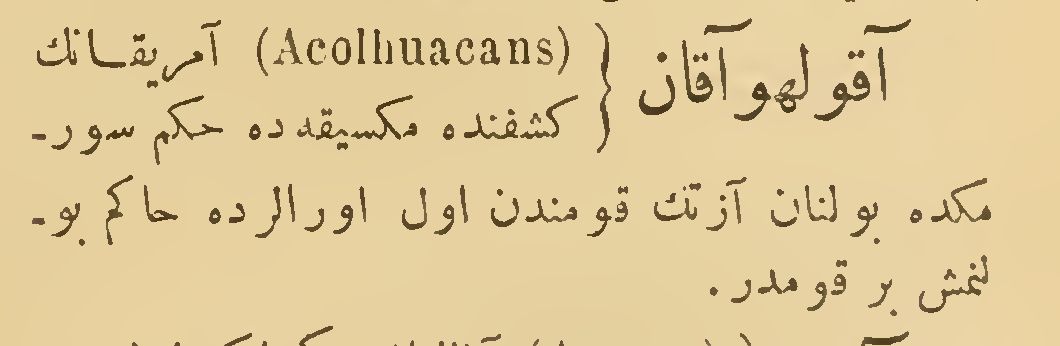 آقولهوآقان { (Acolhuacans) آمریقانك
كشفنده مكسیقه‌ده حكم سور-
مكده بولنان آزتك قومندن اول اورالرده حاكم بو-
لنمش بر قومدر .